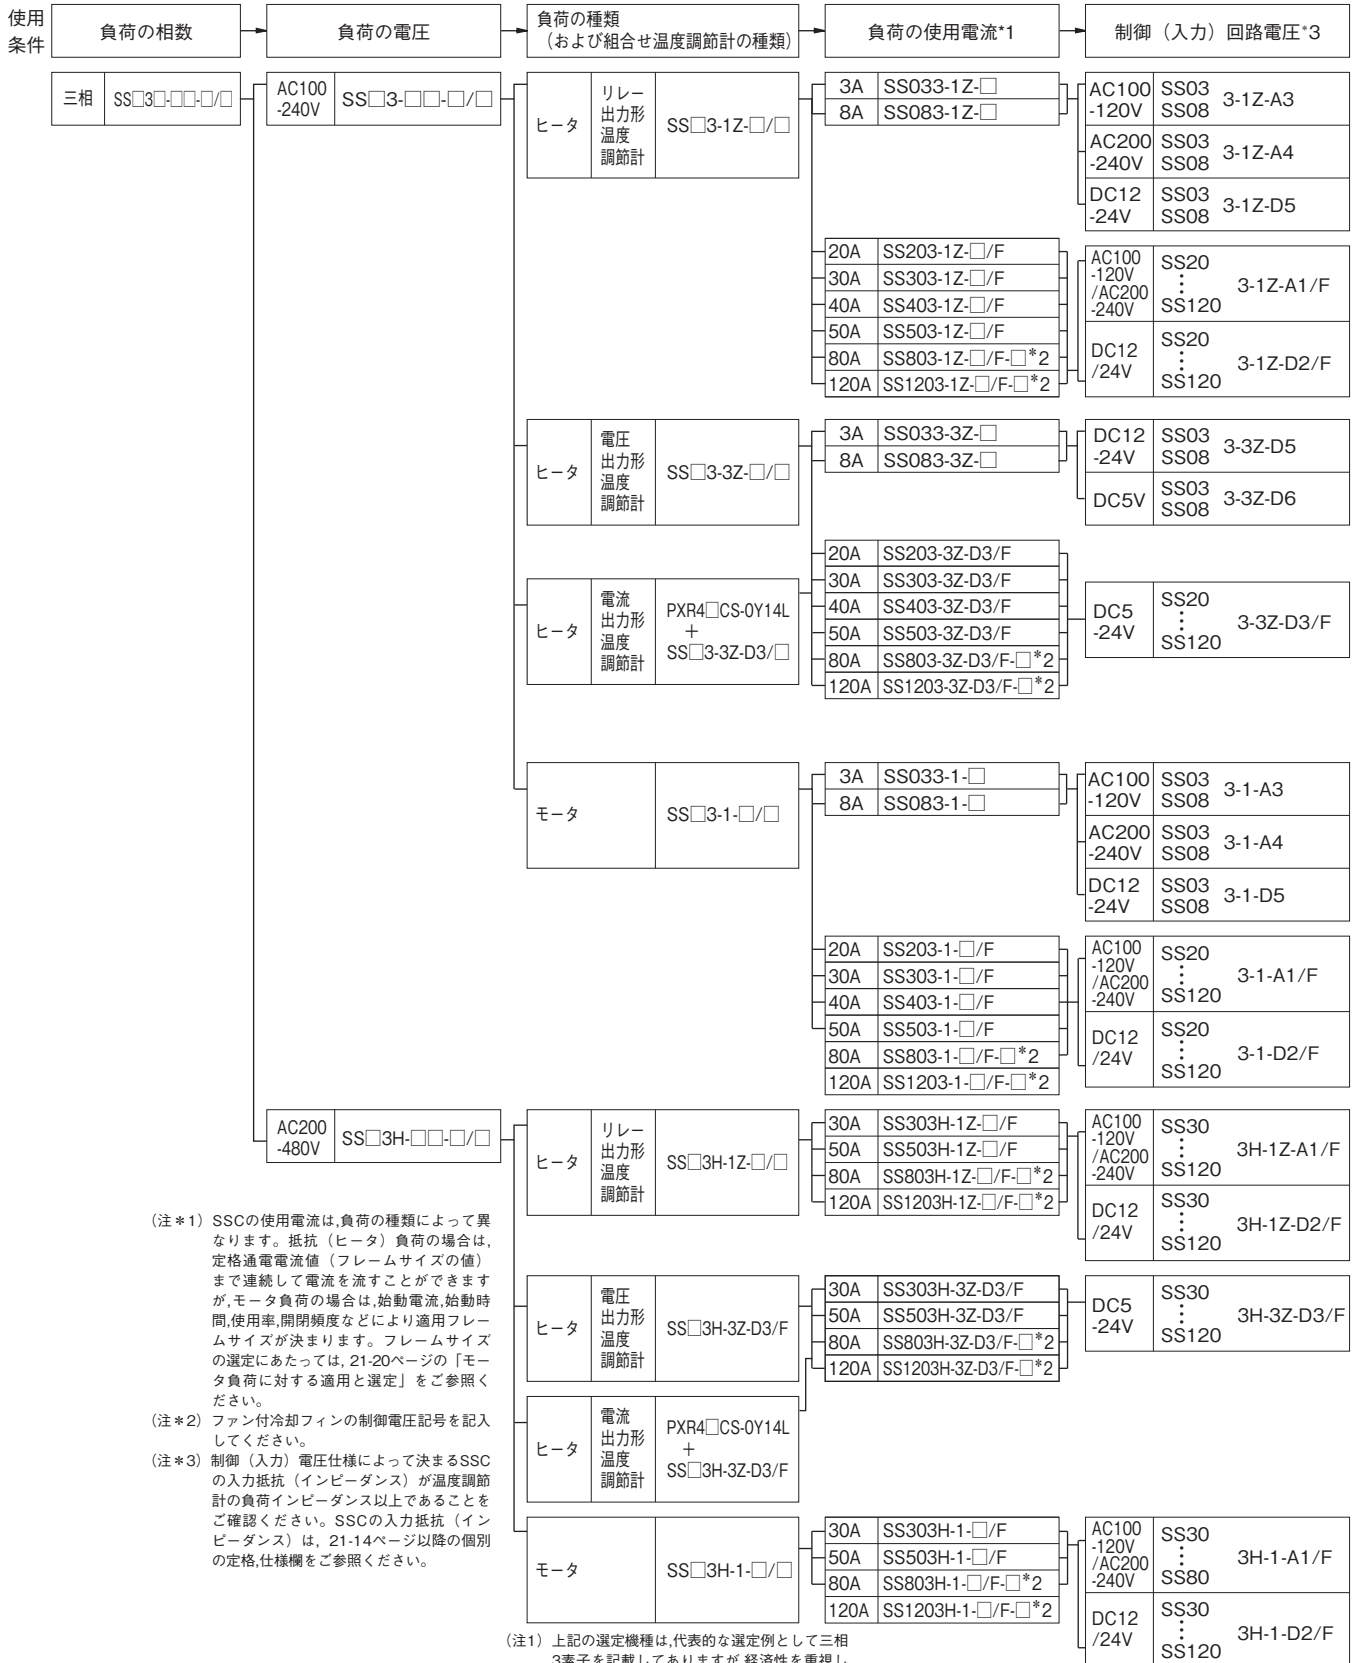 使用
条件
負荷の相数
負荷の電圧
負荷の種類
（および組合せ温度調節計の種類）
負荷の使用電流*1
制御（入力）回路電圧*3
三相 SS□3□-□□-□/□
AC100
-240V
SS□3-□□-□/□
ヒータ
リレー
出力形
温度
調節計
SS□3-1Z-□/□
3A SS033-1Z-□
8A SS083-1Z-□
AC100
-120V
SS03
SS08
3-1Z-A3
AC200
-240V
SS03
SS08
3-1Z-A4
DC12
-24V
SS03
SS08
3-1Z-D5
20A SS203-1Z-□/F
30A SS303-1Z-□/F
40A SS403-1Z-□/F
50A SS503-1Z-□/F
80A SS803-1Z-□/F-□*2
120A SS1203-1Z-□/F-□*2
AC100
-120V
/AC200
-240V
SS20
⋮
SS120
3-1Z-A1/F
DC12
/24V
SS20
⋮
SS120
3-1Z-D2/F
ヒータ
電圧
出力形
温度
調節計
SS□3-3Z-□/□
3A SS033-3Z-□
8A SS083-3Z-□
DC12
-24V
SS03
SS08
3-3Z-D5
DC5V
SS03
SS08
3-3Z-D6
ヒータ
電流
出力形
温度
調節計
PXR4□CS-0Y14L
+
SS□3-3Z-D3/□
20A SS203-3Z-D3/F
30A SS303-3Z-D3/F
40A SS403-3Z-D3/F
50A SS503-3Z-D3/F
80A SS803-3Z-D3/F-□*2
120A SS1203-3Z-D3/F-□*2
DC5
-24V
SS20
⋮
SS120
3-3Z-D3/F
モータ
SS□3-1-□/□
3A SS033-1-□
8A SS083-1-□
AC100
-120V
SS03
SS08
3-1-A3
AC200
-240V
SS03
SS08
3-1-A4
DC12
-24V
SS03
SS08
3-1-D5
20A SS203-1-□/F
30A SS303-1-□/F
40A SS403-1-□/F
50A SS503-1-□/F
80A SS803-1-□/F-□*2
120A SS1203-1-□/F-□*2
AC100
-120V
/AC200
-240V
SS20
⋮
SS120
3-1-A1/F
DC12
/24V
SS20
⋮
SS120
3-1-D2/F
AC200
-480V
SS□3H-□□-□/□
ヒータ
リレー
出力形
温度
調節計
SS□3H-1Z-□/□
30A SS303H-1Z-□/F
50A SS503H-1Z-□/F
80A SS803H-1Z-□/F-□*2
120A SS1203H-1Z-□/F-□*2
AC100
-120V
/AC200
-240V
SS30
⋮
SS120
3H-1Z-A1/F
DC12
/24V
SS30
⋮
SS120
3H-1Z-D2/F
ヒータ
電圧
出力形
温度
調節計
SS□3H-3Z-D3/F
30A SS303H-3Z-D3/F
50A SS503H-3Z-D3/F
80A SS803H-3Z-D3/F-□*2
120A SS1203H-3Z-D3/F-□*2
DC5
-24V
SS30
⋮
SS120
3H-3Z-D3/F
ヒータ
電流
出力形
温度
調節計
PXR4□CS-0Y14L
+
SS□3H-3Z-D3/F
モータ
SS□3H-1-□/□
30A SS303H-1-□/F
50A SS503H-1-□/F
80A SS803H-1-□/F-□*2
120A SS1203H-1-□/F-□*2
AC100
-120V
/AC200
-240V
SS30
⋮
SS80
3H-1-A1/F
DC12
/24V
SS30
⋮
SS120
3H-1-D2/F
（注＊1）SSCの使用電流は,負荷の種類によって異
なります。抵抗（ヒータ）負荷の場合は,
定格通電電流値（フレームサイズの値）
まで連続して電流を流すことができます
が,モータ負荷の場合は,始動電流,始動時
間,使用率,開閉頻度などにより適用フレー
ムサイズが決まります。フレームサイズ
の選定にあたっては, 21-20ページの「モー
タ負荷に対する適用と選定」をご参照く
ださい。
（注＊2）ファン付冷却フィンの制御電圧記号を記入
してください。
（注＊3）制御（入力）電圧仕様によって決まるSSC
の入力抵抗（インピーダンス）が温度調節
計の負荷インピーダンス以上であることを
ご確認ください。SSCの入力抵抗（イン
ピーダンス）は, 21-14ページ以降の個別
の定格,仕様欄をご参照ください。
（注1）上記の選定機種は,代表的な選定例として三相
3素子を記載してありますが,経済性を重視し